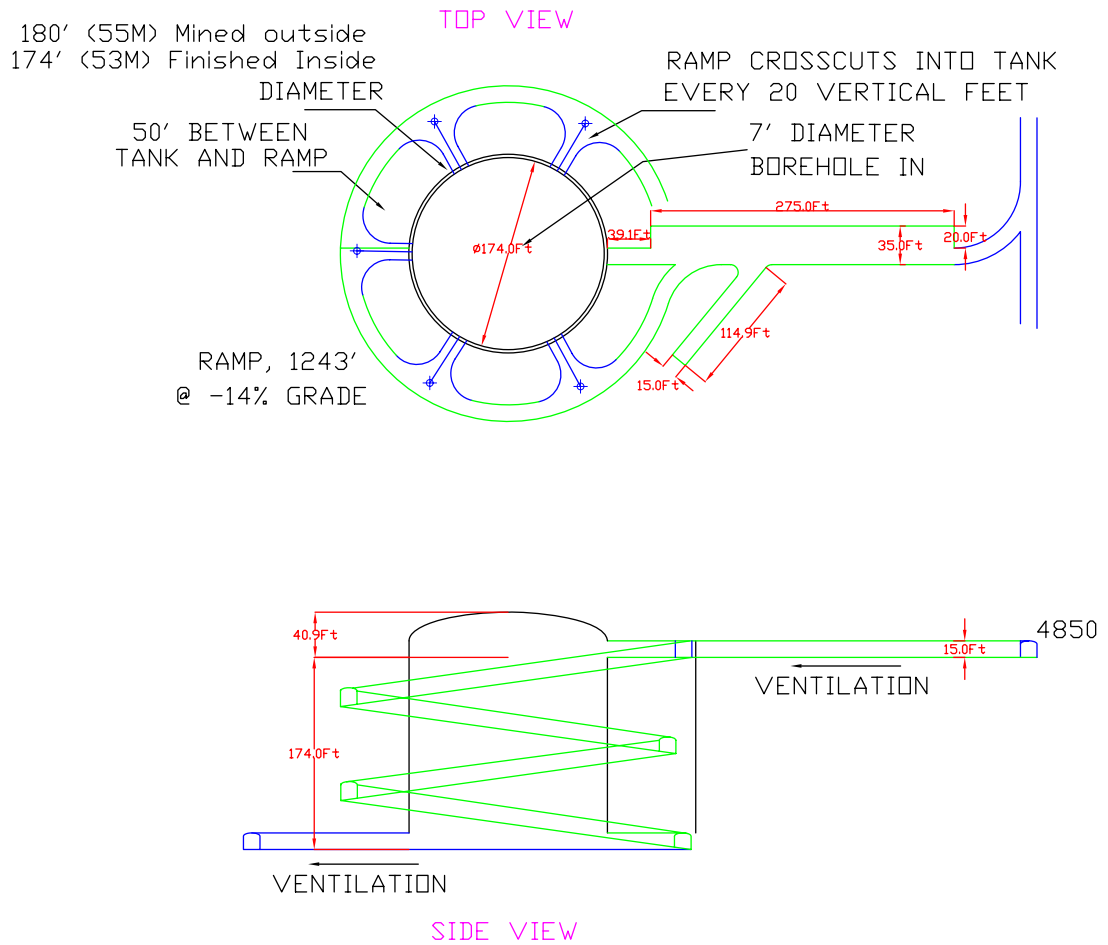 TOP VIEW
180' (55M) Mined outside
174' (53M) Finished Inside
DIAMETER
50' BETWEEN
TANK AND RAMP
RAMP CROSSCUTS INTO TANK
EVERY 20 VERTICAL FEET
7' DIAMETER
BOREHOLE IN
275.0Ft
39.1Ft
35.0Ft
20.0Ft
ø174.0Ft
114.9Ft
15.0Ft
RAMP, 1243'
@ -14% GRADE
40.9Ft
174.0Ft
4850
15.0Ft
VENTILATION
VENTILATION
SIDE VIEW